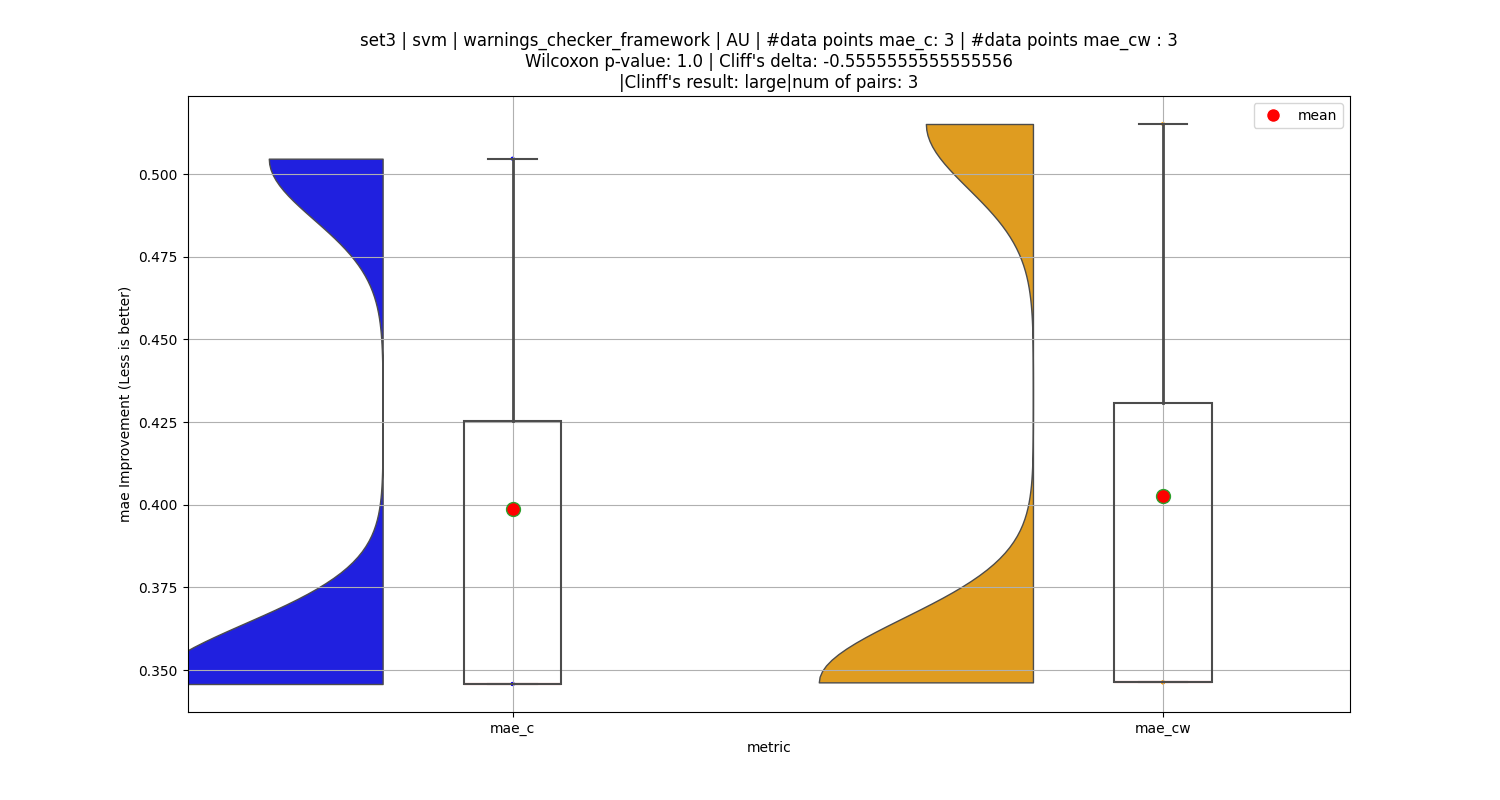 set3 | svm | warnings_checker_framework | AU | #data points mae_c: 3 | #data points mae_cw : 3
Wilcoxon p-value: 1.0 | Cliff's delta: -0.5555555555555556
|Clinff's result: large|num of pairs: 3
mean
0.500
0.475
0.450
0.425
0.400
0.375
0.350
mae Improvement (Less is better)
mae_c
mae_cw
metric